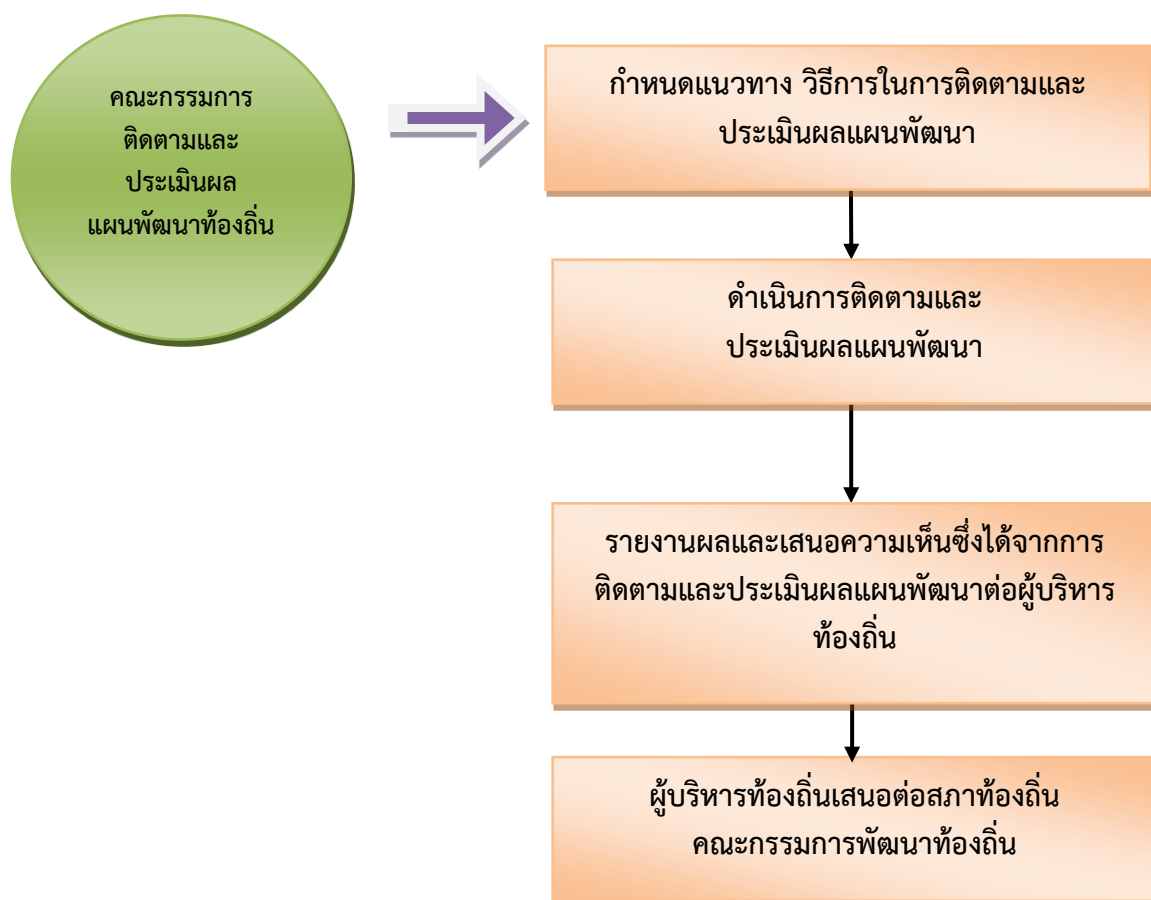 คณะกรรมการ
ติดตามและ
ประเมินผล
แผนพัฒนาท้องถิ่น
กำหนดแนวทาง วิธีการในการติดตามและ
ประเมินผลแผนพัฒนา
ดำเนินการติดตามและ
ประเมินผลแผนพัฒนา
รายงานผลและเสนอความเห็นซึ่งได้จากการ
ติดตามและประเมินผลแผนพัฒนาต่อผู้บริหาร
ท้องถิ่น
ผู้บริหารท้องถิ่นเสนอต่อสภาท้องถิ่น
คณะกรรมการพัฒนาท้องถิ่น